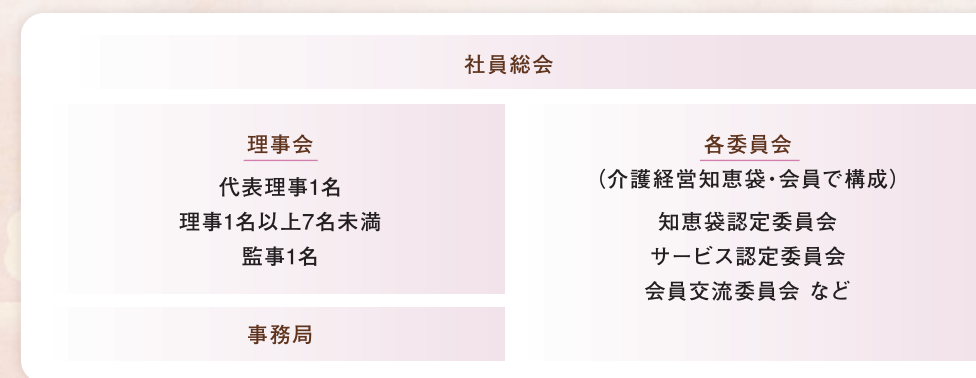 社員総会
理事会
代表理事1名
理事1名以上7名未満
監事1名
事務局
各委員会
（介護経営知恵袋・会員で構成）
知恵袋認定委員会
サービス認定委員会
会員交流委員会 など